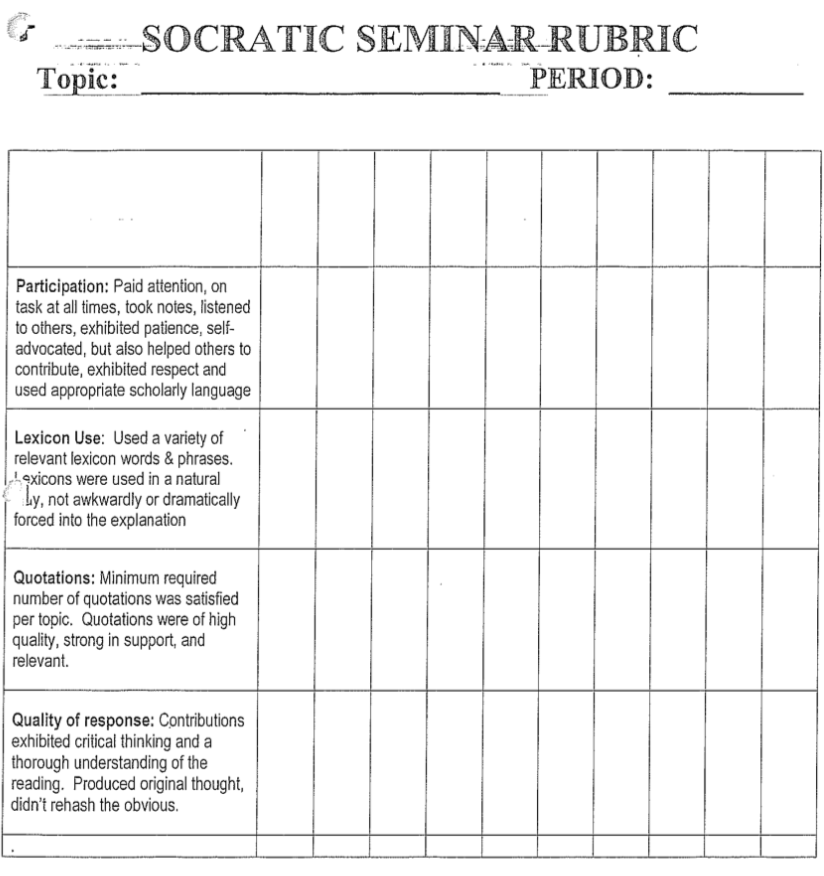 SOCRATIC SEMINAR RUBRIC
Topic: PERIOD:
Participation: Paid attention, on
task at all times, took notes, listened
to others, exhibited patience, self-
advocated, but also helped others to
contribute, exhibited respect and
used appropriate scholarly language
Lexicon Use: Used a variety of
relevant lexicon words & phrases.
Lexicons were used in a natural
not awkwardly or dramatically
forced into the explanation
Quotations: Minimum required
number of quotations was satisfied
per topic. Quotations were of high
quality, strong in support, and
relevant.
Quality of response: Contributions
exhibited critical thinking and a
thorough understanding of the
reading. Produced original thought,
didn't rehash the obvious.